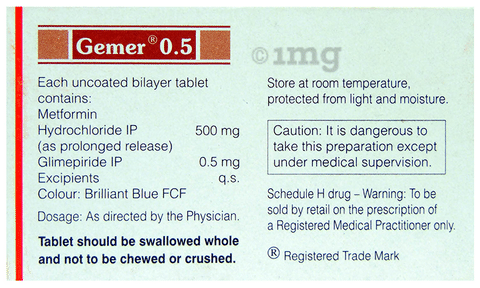 Gemer® 0.5
Each uncoated bilayer tablet
contains:
Metformin
Hydrochloride IP 500 mg
(as prolonged release)
Glimepiride IP 0.5 mg
Excipients q.s.
Colour: Brilliant Blue FCF
Dosage: As directed by the Physician.
Tablet should be swallowed whole
and not to be chewed or crushed.
©1mg
Store at room temperature,
protected from light and moisture.
Caution: It is dangerous to
take this preparation except
under medical supervision.
Schedule H drug – Warning: To be
sold by retail on the prescription of
a Registered Medical Practitioner only.
® Registered Trade Mark